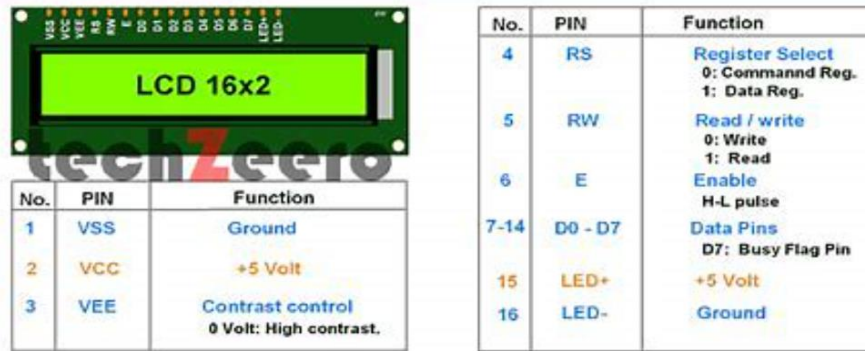 VSS VCC VEE RS RW E D0 D1 D2 D3 D4 D5 D6 D7 LED+ LED-
LCD 16x2
techZeero
No. PIN Function
1 VSS Ground
2 VCC +5 Volt
3 VEE Contrast control
0 Volt: High contrast.
No. PIN Function
4 RS Register Select
0: Commannd Reg.
1: Data Reg.
5 RW Read / write
0: Write
1: Read
6 E Enable
H-L pulse
7-14 D0 - D7 Data Pins
D7: Busy Flag Pin
15 LED+ +5 Volt
16 LED- Ground